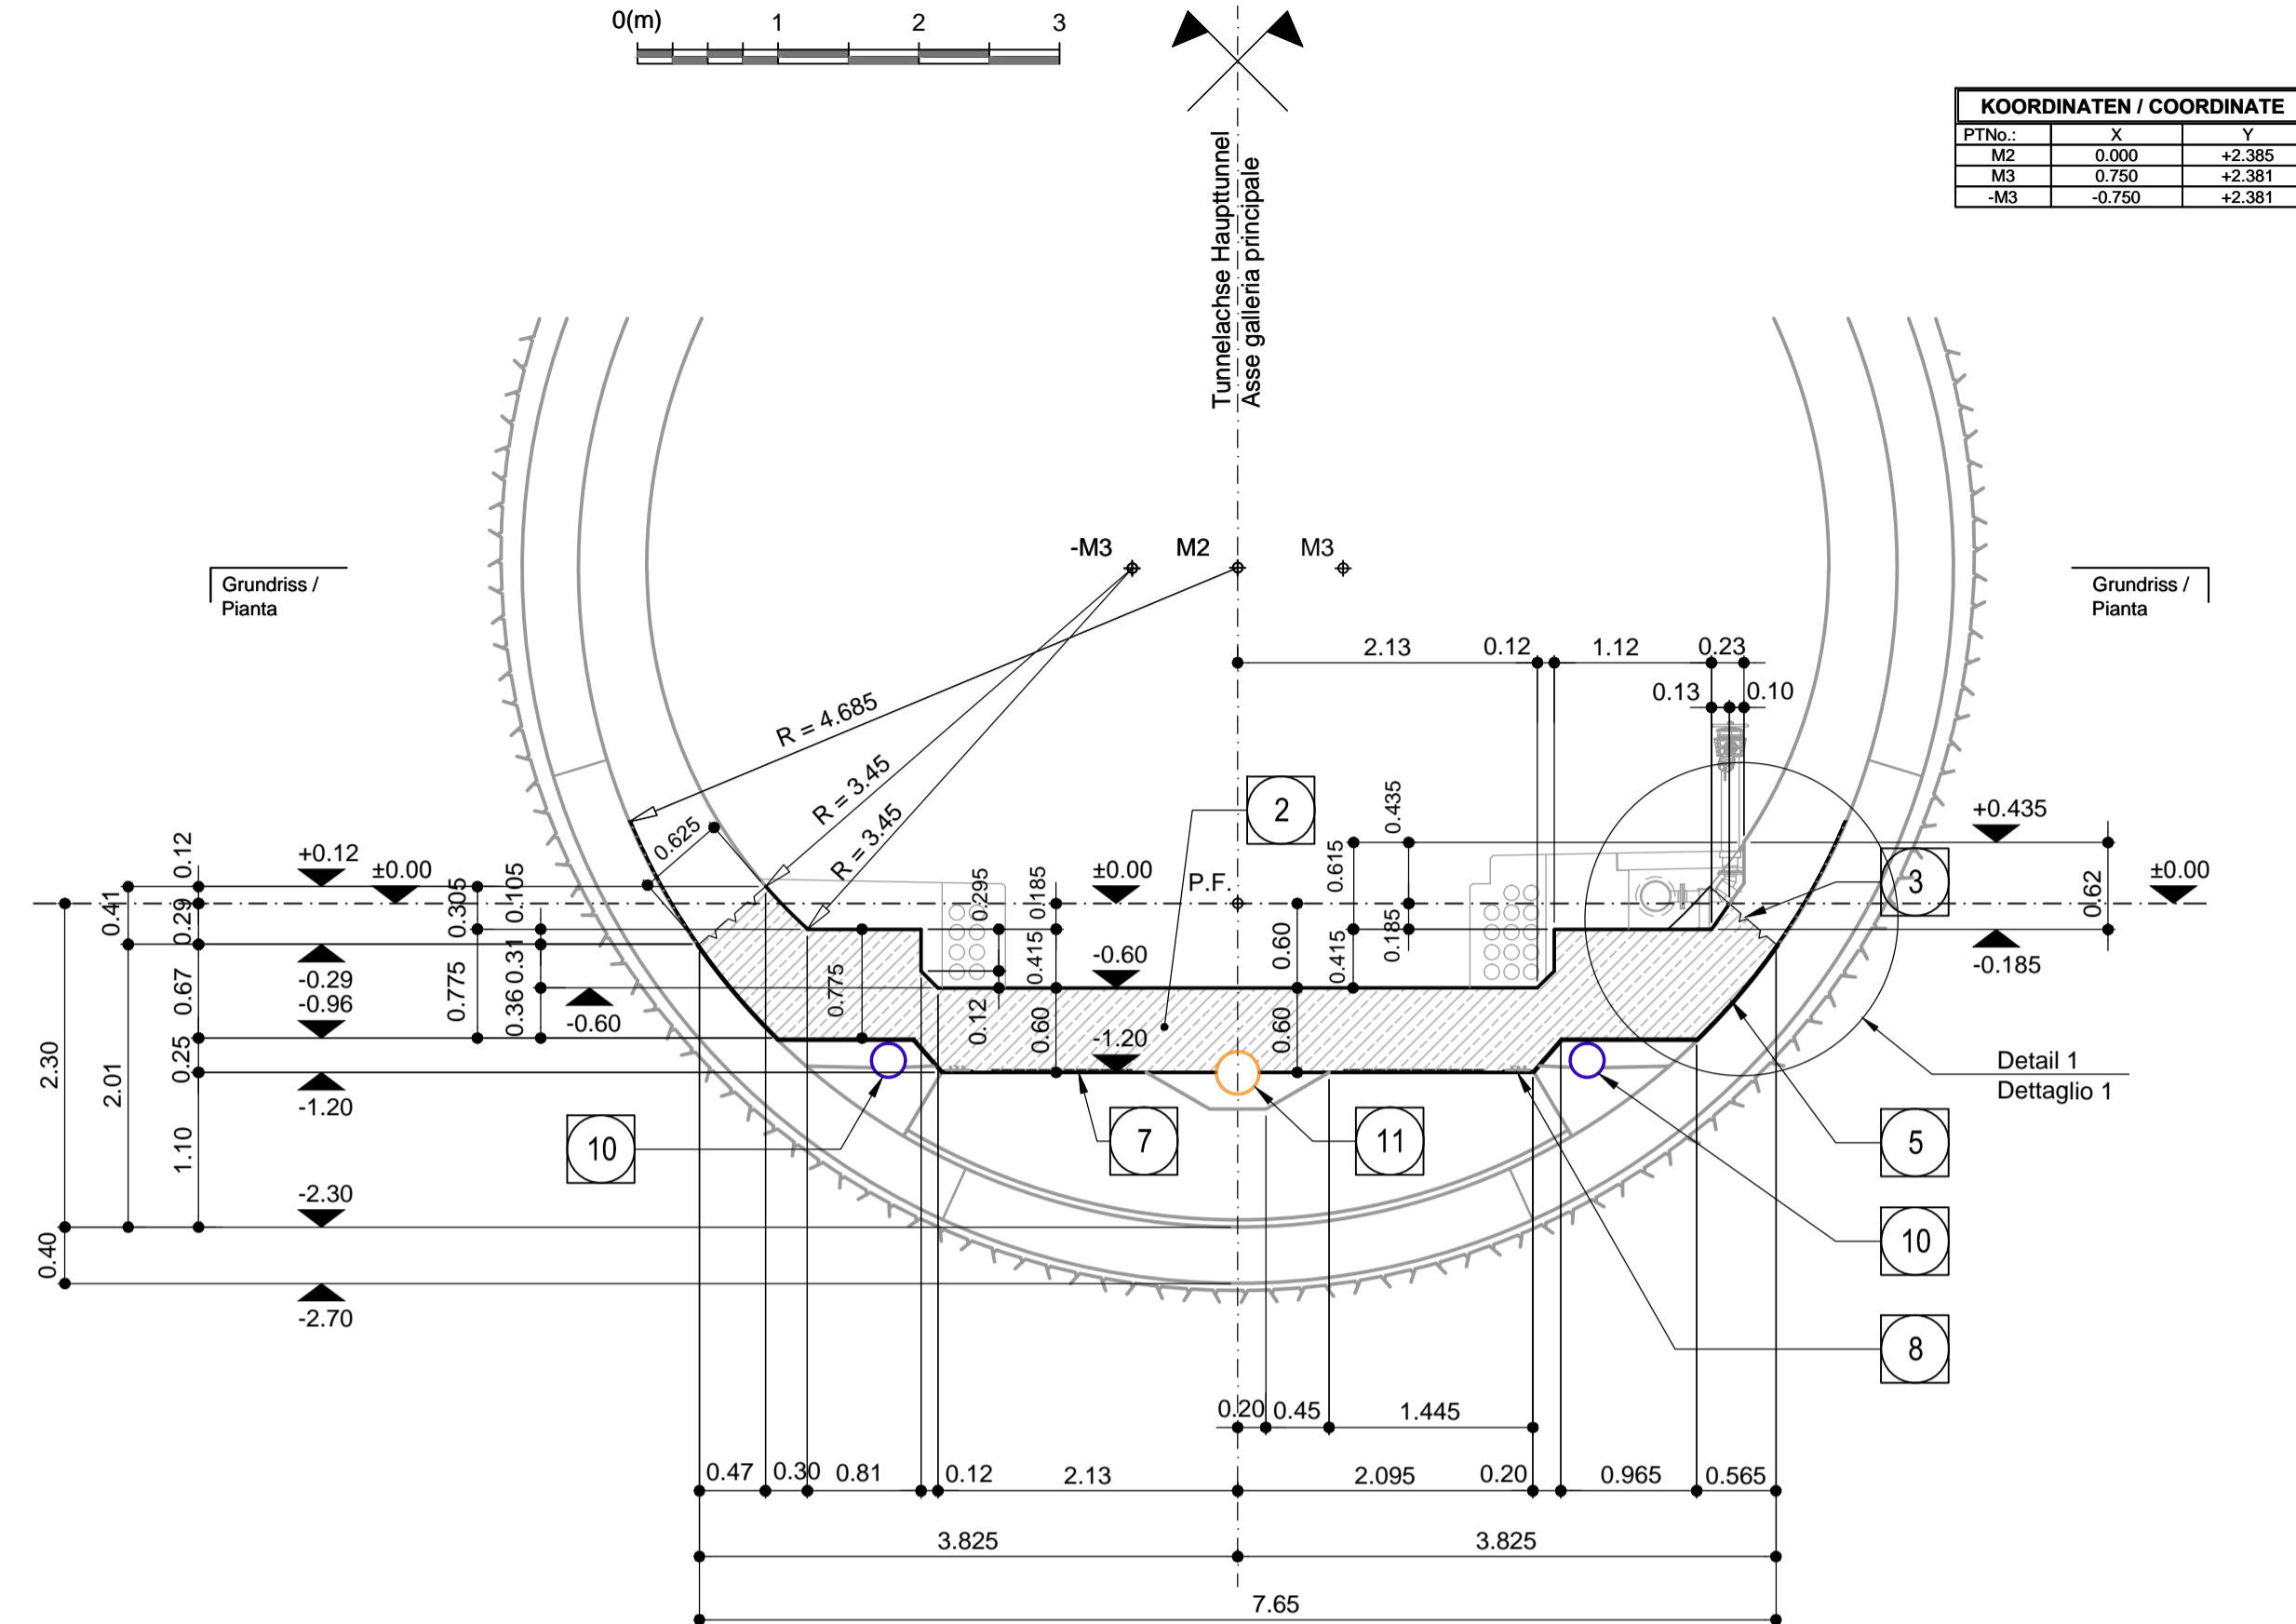 0(m) 1 2 3
KOORDINATEN / COORDINATE
PTNo.: X Y
M2 0.000 +2.385
M3 0.750 +2.381
-M3 -0.750 +2.381
Tunnelachse Haupttunnel
Asse galleria principale
-M3 M2 M3
Grundriss /
Pianta
Grundriss /
Pianta
2.13 0.12 1.12 0.23
0.13 0.10
R = 4.685
R = 3.45
R = 3.45
0.625
2
3
0.435
0.615
0.185
0.415
+0.435
±0.00
0.62
-0.185
0.12
0.41
0.29
0.67
0.25
1.10
2.30
2.01
0.40
+0.12
±0.00
-0.29
-0.96
-1.20
-2.30
-2.70
0.305
0.775
0.105
0.31
0.36
-0.60
0.775
0.295
0.12
0.185
0.415
0.60
±0.00
P.F.
-0.60
-1.20
0.60
0.60
Detail 1
Dettaglio 1
10
7
11
5
10
8
0.20 0.45 1.445
0.47 0.30 0.81 0.12 2.13 2.095 0.20 0.965 0.565
3.825 3.825
7.65